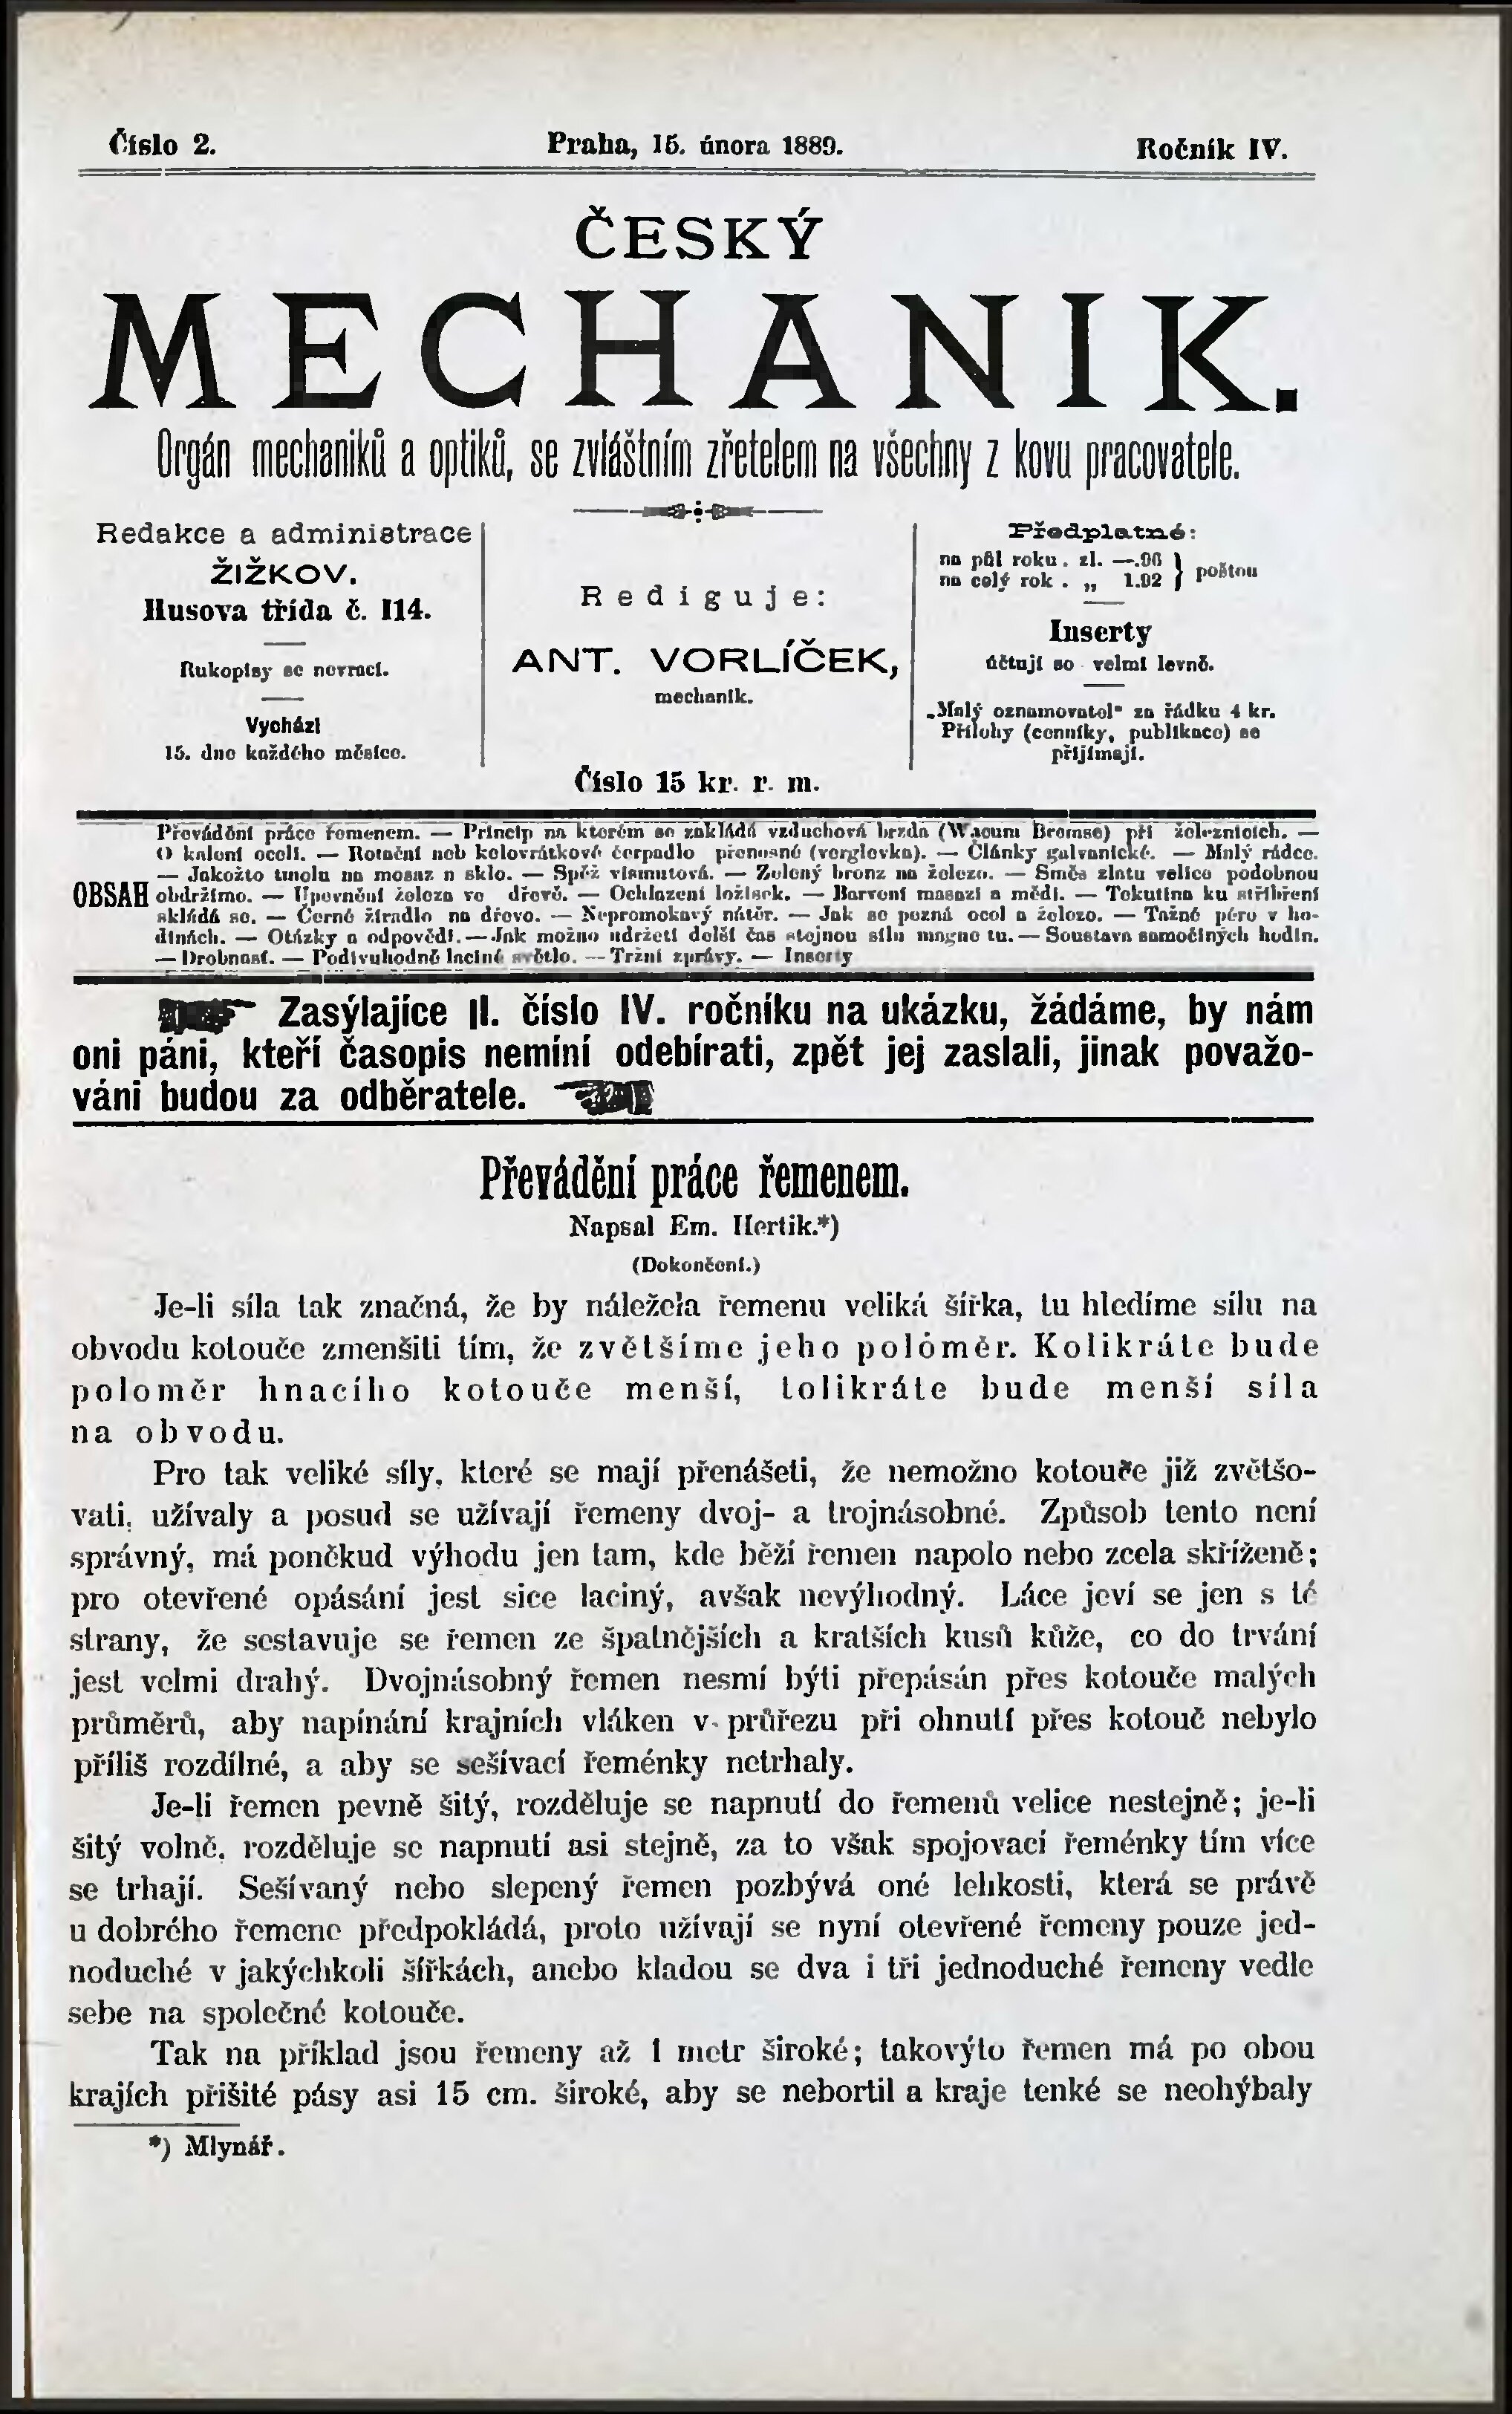 Číslo 2.
Praha, 15. února 1889.
Ročník IV.
ČESKÝ
MECHANIK.
Orgán mechaniků a optiků, se zvláštním zřetelem na všechny z kovu pracovatele.
Redakce a administrace
ŽIŽKOV.
Husova třída č. 114.
Rukopisy se nevrací.
Vychází
15. dne každého měsíce.
Rediguje:
ANT. VORLÍČEK,
mechanik.
Číslo 15 kr. r. m.
Předplatné:
na půl roku . zl. —.96
na celý rok . „ 1.92
poštou
Inserty
účtují se velmi levně.
„Malý oznamovatel“ za řádku 4 kr.
Přílohy (cenníky, publikace) se
přijímají.
OBSAH
Převádění práce řemenem. — Princip na kterém se zakládá vzduchová brzda (Wacum Bremse) při železnicích. —
O kalení oceli. — Rotační neb kolovrátkové čerpadlo přenosné (verglovka). — Články galvanické. — Malý rádce.
— Jakožto tmelu na mosaz a sklo. — Spěž vismutová. — Zelený bronz na železo. — Směs zlatu velice podobnou
obdržímo. — Upevnění železa ve dřevě. — Ochlazení ložisek. — Barvení masazi a mědi. — Tekutina ku stříbření
skládá se. — Černé žíradlo na dřevo. — Nepromokavý nátěr. — Jak se pozná ocel a železo. — Tažné péro v ho-
dinách. — Otázky a odpovědi. — Jak možno udržeti delší čas stejnou sílu magne tu. — Soustava samočiných hodin.
— Drobnosť. — Podivuhodně laciné světlo. — Tržní zprávy. — Inserty
Zasýlajíce II. číslo IV. ročníku na ukázku, žádáme, by nám
oni páni, kteří časopis nemíní odebírati, zpět jej zaslali, jinak považo-
váni budou za odběratele.
Převádění práce řemenem.
Napsal Em. Hertik.*)
(Dokončení.)
Je-li síla tak značná, že by náležela řemenu veliká šířka, tu hledíme sílu na
obvodu kotouče zmenšiti tím, že zvětšíme jeho poloměr. Kolikráte bude
poloměr hnacího kotouče menší, tolikráte bude menší síla
na obvodu.
Pro tak veliké síly, které se mají přenášeti, že nemožno kotouče již zvětšo-
vati, užívaly a posud se užívají řemeny dvoj- a trojnásobné. Způsob tento není
správný, má poněkud výhodu jen tam, kde běží řemen napolo nebo zcela skříženě;
pro otevřené opásání jest sice laciný, avšak nevýhodný. Láce jeví se jen s té
strany, že sestavuje se řemen ze špatnějších a kratších kusů kůže, co do trvání
jest velmi drahý. Dvojnásobný řemen nesmí býti přepásán přes kotouče malých
průměrů, aby napínání krajních vláken v průřezu při ohnutí přes kotouč nebylo
příliš rozdílné, a aby se sešívací řeménky netrhaly.
Je-li řemen pevně šitý, rozděluje se napnutí do řemenů velice nestejně; je-li
šitý volně, rozděluje se napnutí asi stejně, za to však spojovací řeménky tím více
se trhají. Sešívaný nebo slepený řemen pozbývá oné lehkosti, která se právě
u dobrého řemene předpokládá, proto užívají se nyní otevřené řemeny pouze jed-
noduché v jakýchkoli šířkách, anebo kladou se dva i tři jednoduché řemeny vedle
sebe na společné kotouče.
Tak na příklad jsou řemeny až 1 metr široké; takovýto řemen má po obou
krajích přišité pásy asi 15 cm. široké, aby se nebortil a kraje tenké se neohýbaly
*) Mlynář.